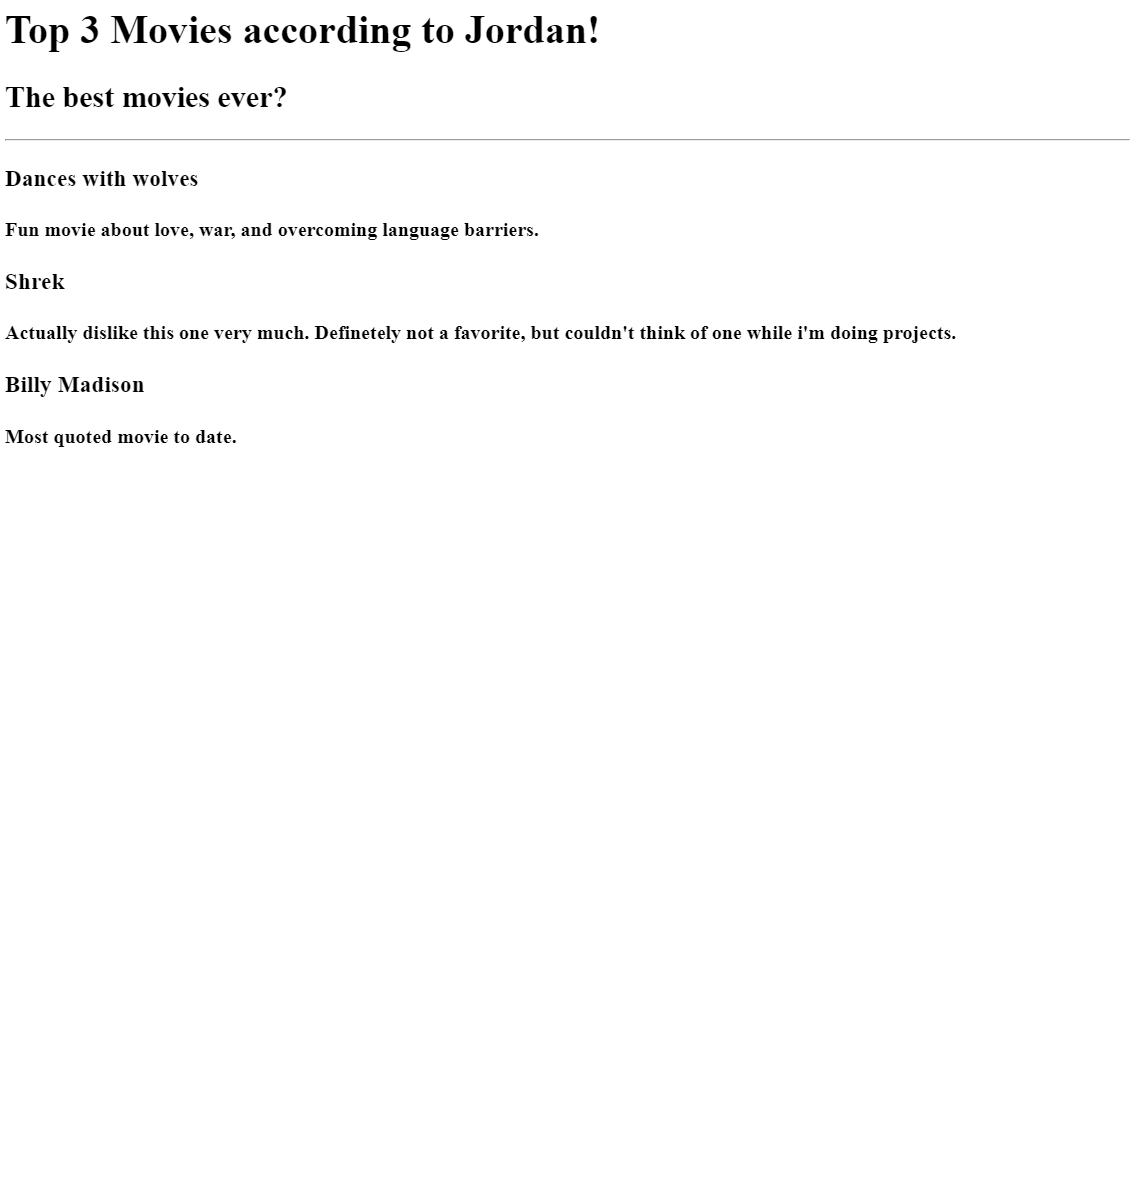 Top 3 Movies according to Jordan!
The best movies ever?
Dances with wolves
Fun movie about love, war, and overcoming language barriers.
Shrek
Actually dislike this one very much. Definetely not a favorite, but couldn't think of one while i'm doing projects.
Billy Madison
Most quoted movie to date.